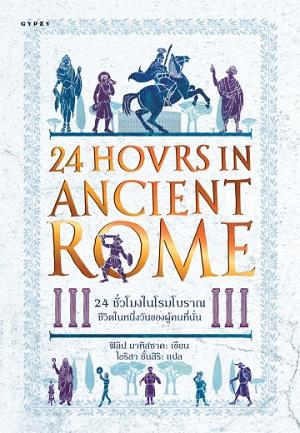 GYPZY
24 HOVRS IN
ANCIENT
ROME
24 ชั่วโมงในโรมโบราณ
ชีวิตในหนึ่งวันของผู้คนที่นั่น
III III
ฟิลิป มาทิสซาค: เขียน
ไอริสา ชั้นศิริ: แปล